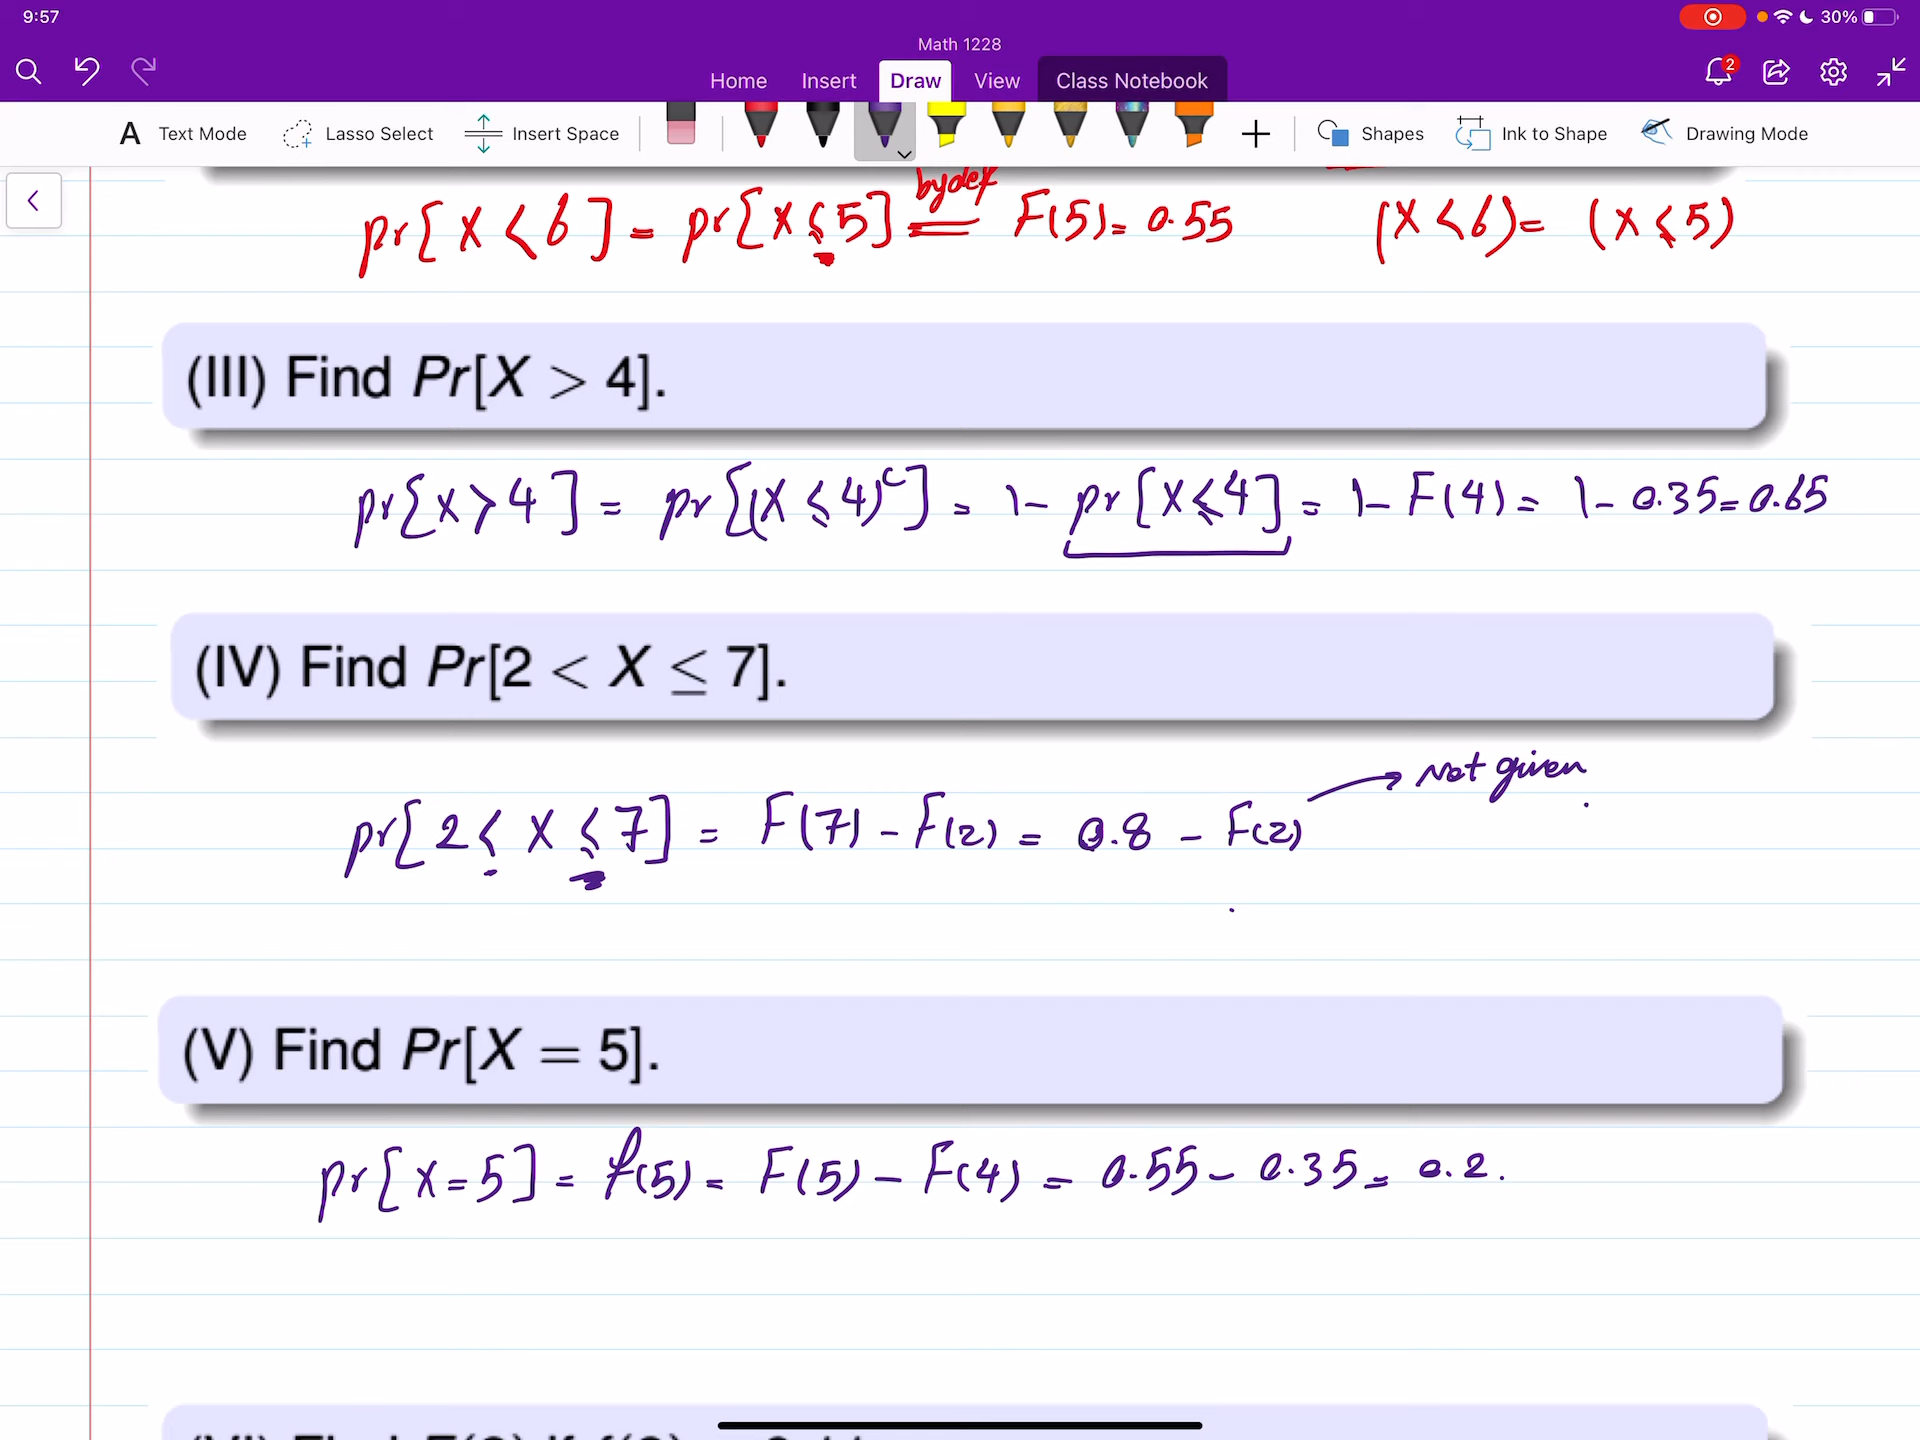 9:57
30%
Math 1228
2
Home Insert Draw View Class Notebook
A Text Mode Lasso Select Insert Space Shapes Ink to Shape Drawing Mode
by def
pr[X < 6] = pr[X ≤ 5] = F(5) = 0.55 (X < 6) = (X ≤ 5)
(III) Find Pr[X > 4].
pr[X > 4] = pr[(X ≤ 4)ᶜ] = 1 - pr[X ≤ 4] = 1 - F(4) = 1 - 0.35 = 0.65
(IV) Find Pr[2 < X ≤ 7].
Not given
pr[2 < X ≤ 7] = F(7) - F(2) = 0.8 - F(2)
(V) Find Pr[X = 5].
pr[X = 5] = f(5) = F(5) - F(4) = 0.55 - 0.35 = 0.2.